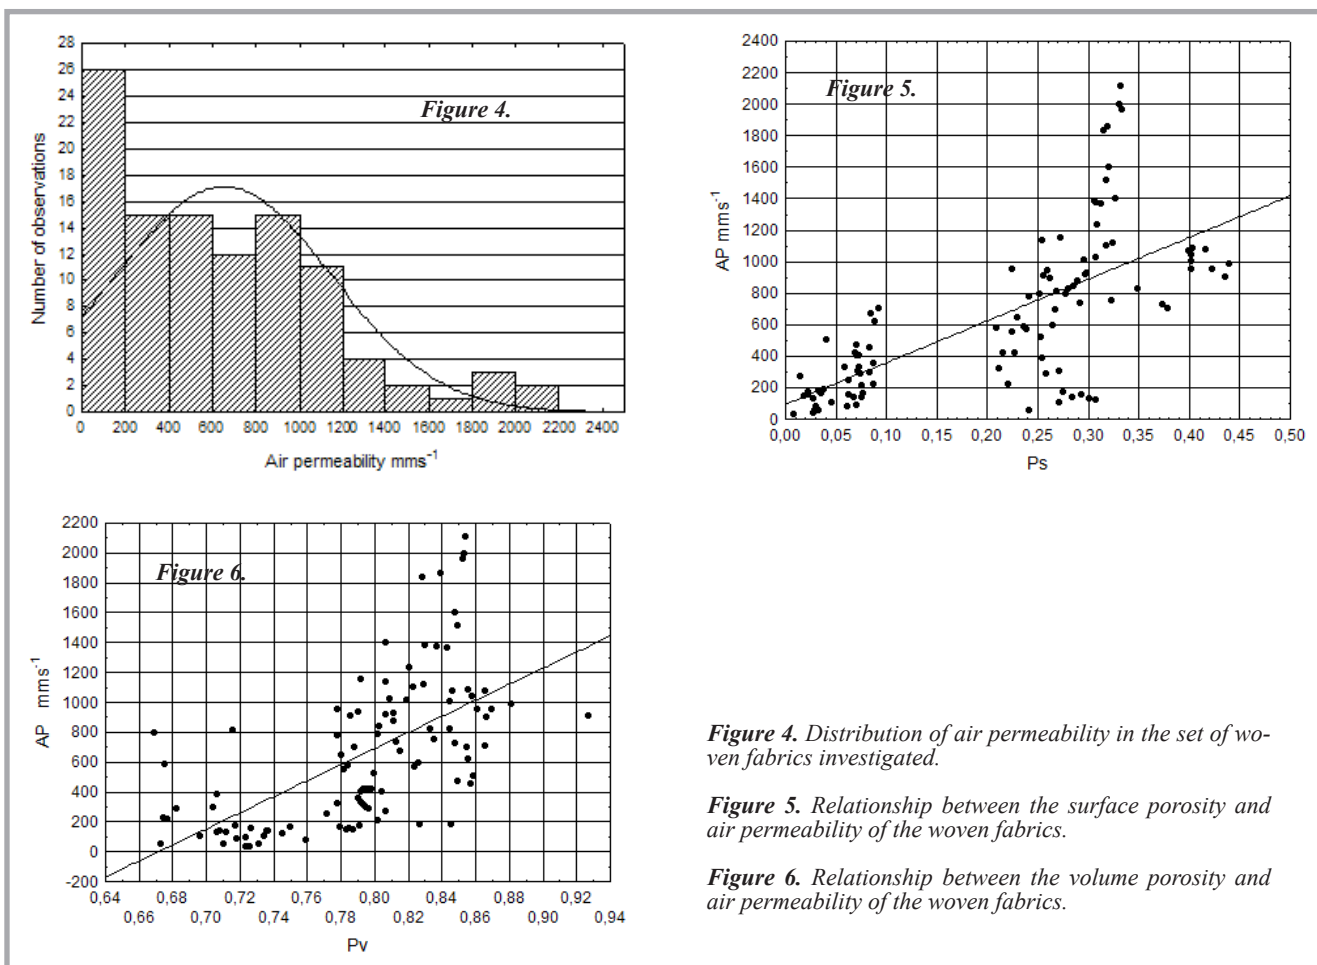 28
26
24
22
20
18
16
14
12
10
8
6
4
2
0
Number of observations
Figure 4.
0 200 400 600 800 1000 1200 1400 1600 1800 2000 2200 2400
Air permeability mms⁻¹
2400
2200
2000
1800
1600
1400
1200
1000
800
600
400
200
0
AP mms⁻¹
Figure 5.
0,00 0,05 0,10 0,15 0,20 0,25 0,30 0,35 0,40 0,45 0,50
Ps
2200
2000
1800
1600
1400
1200
1000
800
600
400
200
0
-200
AP mms⁻¹
Figure 6.
0,64 0,68 0,72 0,76 0,80 0,84 0,88 0,92
0,66 0,70 0,74 0,78 0,82 0,86 0,90 0,94
Pv
Figure 4. Distribution of air permeability in the set of wo-
ven fabrics investigated.
Figure 5. Relationship between the surface porosity and
air permeability of the woven fabrics.
Figure 6. Relationship between the volume porosity and
air permeability of the woven fabrics.